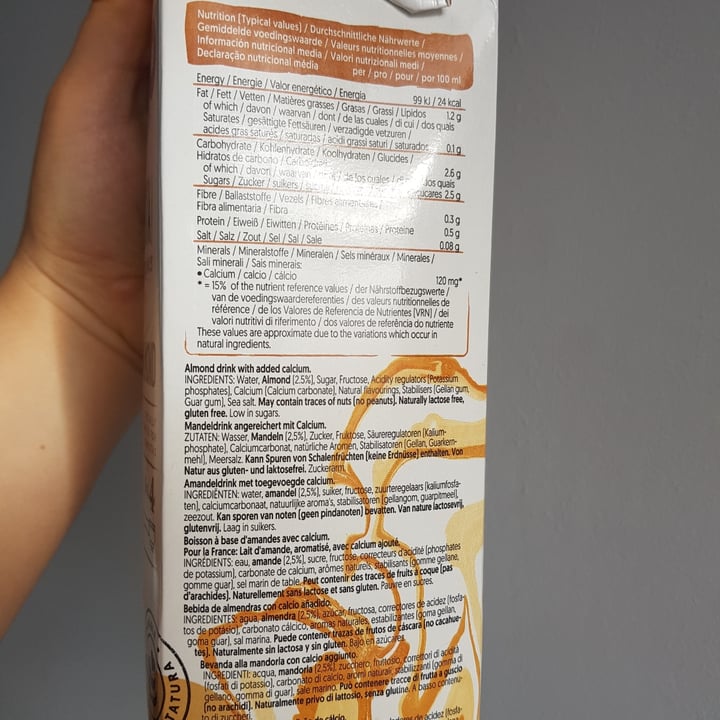 Nutrition (Typical values) / Durchschnittliche Nährwerte /
Gemiddelde voedingswaarde / Valeurs nutritionnelles moyennes /
Información nutricional media / Valori nutrizionali medi /
Declaração nutricional média
per / pro / pour / por 100 ml
Energy / Energie / Valor energético / Energia 99 kJ / 24 kcal
Fat / Fett / Vetten / Matières grasses / Grasas / Grassi / Lípidos 1.2 g
of which / davon / waarvan / dont / de las cuales / di cui / dos quais
Saturates / gesättigte Fettsäuren / verzadigde vetzuren /
acides gras saturés / saturadas / acidi grassi saturi / saturados 0.1 g
Carbohydrate / Kohlenhydrate / Koolhydraten / Glucides /
Hidratos de carbono / 2.6 g
of which / davon / waarvan / de los cuales / dos quais
Sugars / Zucker / suikers / 2.5 g
Fibre / Ballaststoffe / Vezels / Fibres alimentaires /
Fibra alimentaria / Fibra 0.3 g
Protein / Eiweiß / Eiwitten / Protéines / Proteínas / Proteine 0.5 g
Salt / Salz / Zout / Sel / Sal / Sale 0.08 g
Minerals / Mineralstoffe / Mineralen / Sels minéraux / Minerales /
Sali minerali / Sais minerais:
• Calcium / calcio / cálcio 120 mg*
* = 15% of the nutrient reference values / der Nährstoffbezugswerte /
van de voedingswaardereferenties / des valeurs nutritionnelles de
référence / de los Valores de Referencia de Nutrientes (VRN) / dei
valori nutritivi di riferimento / dos valores de referência do nutriente
These values are approximate due to the variations which occur in
natural ingredients.
Almond drink with added calcium.
INGREDIENTS: Water, Almond (2.5%), Sugar, Fructose, Acidity regulators (Potassium
phosphates), Calcium (Calcium carbonate), Natural flavourings, Stabilisers (Gellan gum,
Guar gum), Sea salt. May contain traces of nuts (no peanuts). Naturally lactose free,
gluten free. Low in sugars.
Mandeldrink angereichert mit Calcium.
ZUTATEN: Wasser, Mandeln (2,5%), Zucker, Fruktose, Säureregulatoren (Kalium-
phosphate), Calciumcarbonat, natürliche Aromen, Stabilisatoren (Gellan, Guarkern-
mehl), Meersalz. Kann Spuren von Schalenfrüchten (keine Erdnüsse) enthalten. Von
Natur aus gluten- und laktosefrei. Zuckerarm.
Amandeldrink met toegevoegde calcium.
INGREDIËNTEN: water, amandel (2,5%), suiker, fructose, zuurteregelaars (kaliumfosfa-
ten), calciumcarbonaat, natuurlijke aroma's, stabilisatoren (gellangom, guarpitmeel),
zeezout. Kan sporen van noten (geen pindanoten) bevatten. Van nature lactosevrij,
glutenvrij. Laag in suikers.
Boisson à base d'amandes avec calcium.
Pour la France: Lait d'amande, aromatisé, avec calcium ajouté.
INGRÉDIENTS: eau, amande (2,5%), sucre, fructose, correcteurs d'acidité (phosphates
de potassium), carbonate de calcium, arômes naturels, stabilisants (gomme gellane,
gomme guar), sel marin de table. Peut contenir des traces de fruits à coque (pas
d'arachides). Naturellement sans lactose et sans gluten. Pauvre en sucres.
Bebida de almendras con calcio añadido.
INGREDIENTES: agua, almendra (2,5%), azúcar, fructosa, correctores de acidez (fosfa-
tos de potasio), carbonato cálcico, aromas naturales, estabilizantes (goma gellan,
goma guar), sal marina. Puede contener trazas de frutos de cáscara (no cacahue-
tes). Naturalmente sin lactosa y sin gluten. Bajo en azúcares.
Bevanda alla mandorla con calcio aggiunto.
INGREDIENTI: acqua, mandorla (2,5%), zucchero, fruttosio, correttori di acidità
(fosfati di potassio), carbonato di calcio, aromi naturali, stabilizzanti (gomma di
gellano, gomma di guar), sale marino. Può contenere tracce di frutta a guscio
(no arachidi). Naturalmente privo di lattosio, senza glutine. A basso contenu-
to di zuccheri.
TATURA